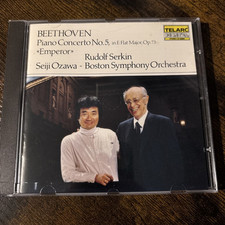 TELARC
BEETHOVEN
Piano Concerto No. 5, in E-Flat Major, Op. 73
«Emperor»
Rudolf Serkin
Seiji Ozawa - Boston Symphony Orchestra